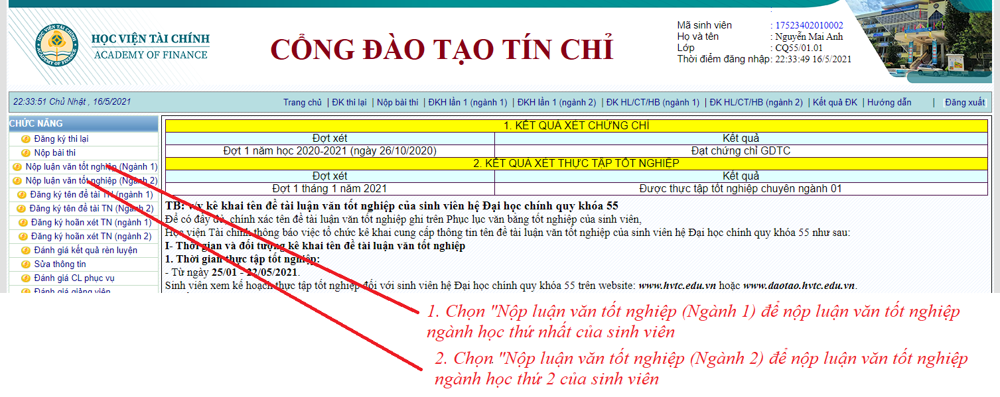 HỌC VIỆN TÀI CHÍNH
ACADEMY OF FINANCE
CỔNG ĐÀO TẠO TÍN CHỈ
Mã sinh viên : 17523402010002
Họ và tên : Nguyễn Mai Anh
Lớp : CQ55/01.01
Thời điểm đăng nhập: 22:33:49 16/5/2021
22:33:51 Chủ Nhật , 16/5/2021
Trang chủ | ĐK thi lại | Nộp bài thi | ĐKH lần 1 (ngành 1) | ĐKH lần 1 (ngành 2) | ĐK HL/CT/HB (ngành 1) | ĐK HL/CT/HB (ngành 2) | Kết quả ĐK | Hướng dẫn | Đăng xuất
CHỨC NĂNG
Đăng ký thi lại
Nộp bài thi
Nộp luận văn tốt nghiệp (Ngành 1)
Nộp luận văn tốt nghiệp (Ngành 2)
Đăng ký tên đề tài TN (ngành 1)
Đăng ký tên đề tài TN (Ngành 2)
Đăng ký hoãn xét TN (ngành 1)
Đăng ký hoãn xét TN (ngành 2)
Đánh giá kết quả rèn luyện
Sửa thông tin
Đánh giá CL phục vụ
Đánh giá giảng viên
1. KẾT QUẢ XÉT CHỨNG CHỈ
Đợt xét Kết quả
Đợt 1 năm học 2020-2021 (ngày 26/10/2020) Đạt chứng chỉ GDTC
2. KẾT QUẢ XÉT THỰC TẬP TỐT NGHIỆP
Đợt xét Kết quả
Đợt 1 tháng 1 năm 2021 Được thực tập tốt nghiệp chuyên ngành 01
TB: v/v kê khai tên đề tài luận văn tốt nghiệp của sinh viên hệ Đại học chính quy khóa 55
Để có đầy đủ, chính xác tên đề tài luận văn tốt nghiệp ghi trên Phục lục văn bằng tốt nghiệp của sinh viên,
Học viện Tài chính thông báo việc tổ chức kê khai cung cấp thông tin tên đề tài luận văn tốt nghiệp của sinh viên hệ Đại học chính quy khóa 55 như sau:
I- Thời gian và đối tượng kê khai tên đề tài luận văn tốt nghiệp
1. Thời gian thực tập tốt nghiệp:
- Từ ngày 25/01 - 22/05/2021.
Sinh viên xem kế hoạch thực tập tốt nghiệp đối với sinh viên hệ Đại học chính quy khóa 55 trên website: www.hvtc.edu.vn hoặc www.daotao.hvtc.edu.vn.
1. Chọn "Nộp luận văn tốt nghiệp (Ngành 1) để nộp luận văn tốt nghiệp
ngành học thứ nhất của sinh viên
2. Chọn "Nộp luận văn tốt nghiệp (Ngành 2) để nộp luận văn tốt nghiệp
ngành học thứ 2 của sinh viên